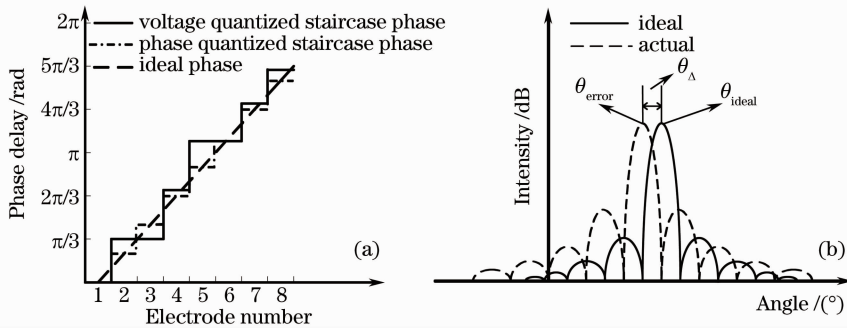 2π
5π/3
4π/3
π
2π/3
π/3
Phase delay /rad
voltage quantized staircase phase
phase quantized staircase phase
ideal phase
(a)
1 2 3 4 5 6 7 8
Electrode number
Intensity /dB
ideal
actual
θΔ
θerror
θideal
(b)
Angle /(°)